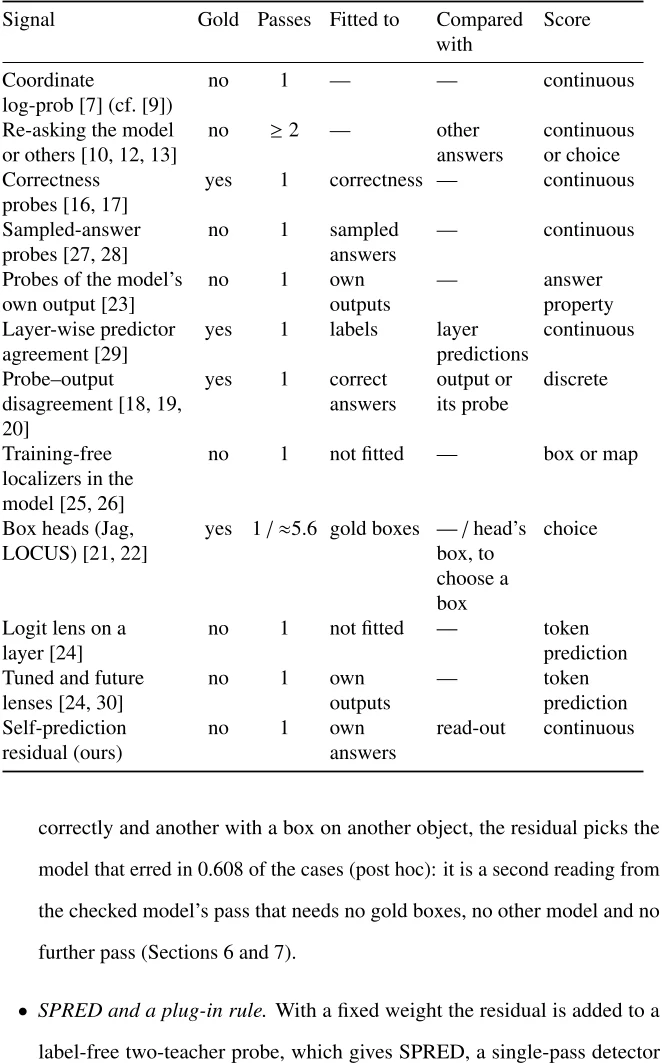 Signal Gold Passes Fitted to Compared with Score
Coordinate log-prob [7] (cf. [9]) no 1 — — continuous
Re-asking the model or others [10, 12, 13] no ≥ 2 — other answers continuous or choice
Correctness probes [16, 17] yes 1 correctness — continuous
Sampled-answer probes [27, 28] no 1 sampled answers — continuous
Probes of the model's own output [23] no 1 own outputs — answer property
Layer-wise predictor agreement [29] yes 1 labels layer predictions continuous
Probe–output disagreement [18, 19, 20] yes 1 correct answers output or its probe discrete
Training-free localizers in the model [25, 26] no 1 not fitted — box or map
Box heads (Jag, LOCUS) [21, 22] yes 1 / ≈5.6 gold boxes — / head's box, to choose a box choice
Logit lens on a layer [24] no 1 not fitted — token prediction
Tuned and future lenses [24, 30] no 1 own outputs — token prediction
Self-prediction residual (ours) no 1 own answers read-out continuous
correctly and another with a box on another object, the residual picks the
model that erred in 0.608 of the cases (post hoc): it is a second reading from
the checked model's pass that needs no gold boxes, no other model and no
further pass (Sections 6 and 7).
• SPRED and a plug-in rule. With a fixed weight the residual is added to a
label-free two-teacher probe, which gives SPRED, a single-pass detector